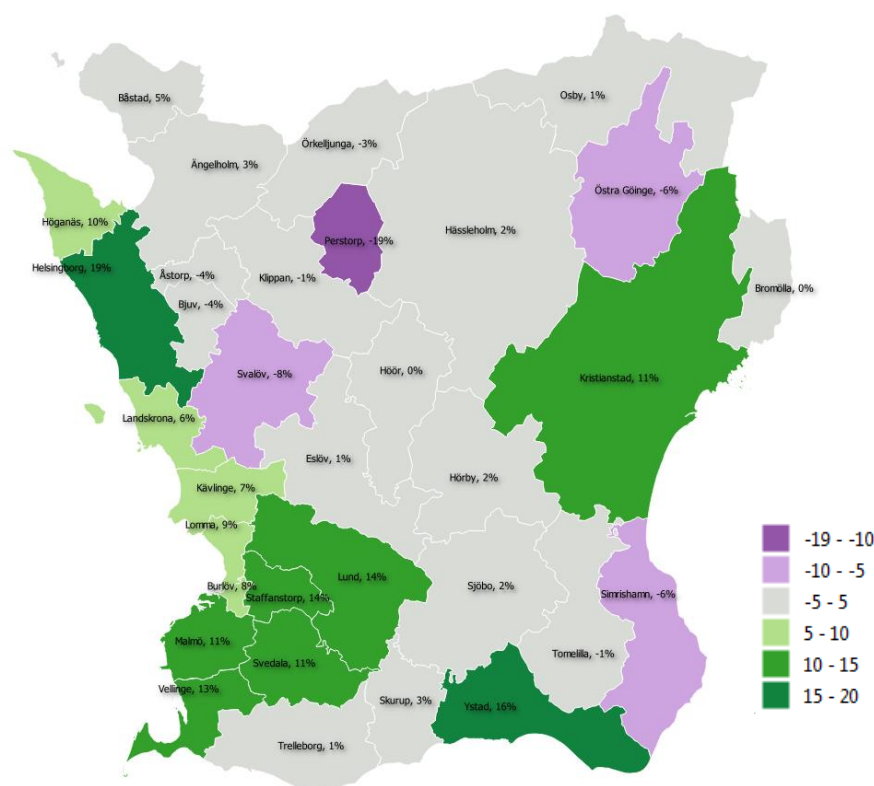 Båstad, 5%
Osby, 1%
Örkelljunga, -3%
Ängelholm, 3%
Östra Göinge, -6%
Höganäs, 10%
Hässleholm, 2%
Perstorp, -19%
Helsingborg, 19%
Åstorp, -4%
Klippan, -1%
Bromölla, 0%
Bjuv, -4%
Svalöv, -8%
Höör, 0%
Kristianstad, 11%
Landskrona, 6%
Eslöv, 1%
Hörby, 2%
Kävlinge, 7%
Lomma, 9%
Lund, 14%
Burlöv, 8%
Staffanstorp, 14%
Sjöbo, 2%
Simrishamn, -6%
Malmö, 11%
Svedala, 11%
Tomelilla, -1%
Vellinge, 13%
Skurup, 3%
Ystad, 16%
Trelleborg, 1%
-19 - -10
-10 - -5
-5 - 5
5 - 10
10 - 15
15 - 20